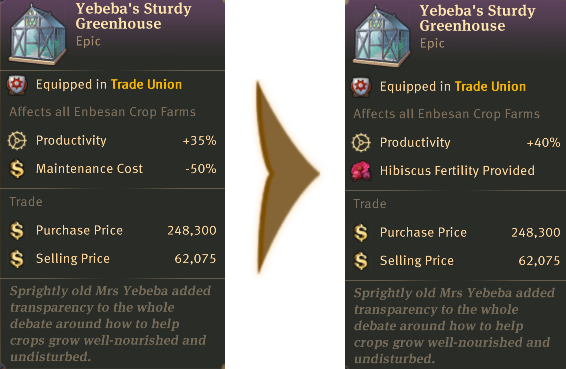 Yebeba's Sturdy
Greenhouse
Epic
Equipped in Trade Union
Affects all Enbesan Crop Farms
Productivity +35%
Maintenance Cost -50%
Trade
Purchase Price 248,300
Selling Price 62,075
Sprightly old Mrs Yebeba added
transparency to the whole
debate around how to help
crops grow well-nourished and
undisturbed.
Yebeba's Sturdy
Greenhouse
Epic
Equipped in Trade Union
Affects all Enbesan Crop Farms
Productivity +40%
Hibiscus Fertility Provided
Trade
Purchase Price 248,300
Selling Price 62,075
Sprightly old Mrs Yebeba added
transparency to the whole
debate around how to help
crops grow well-nourished and
undisturbed.